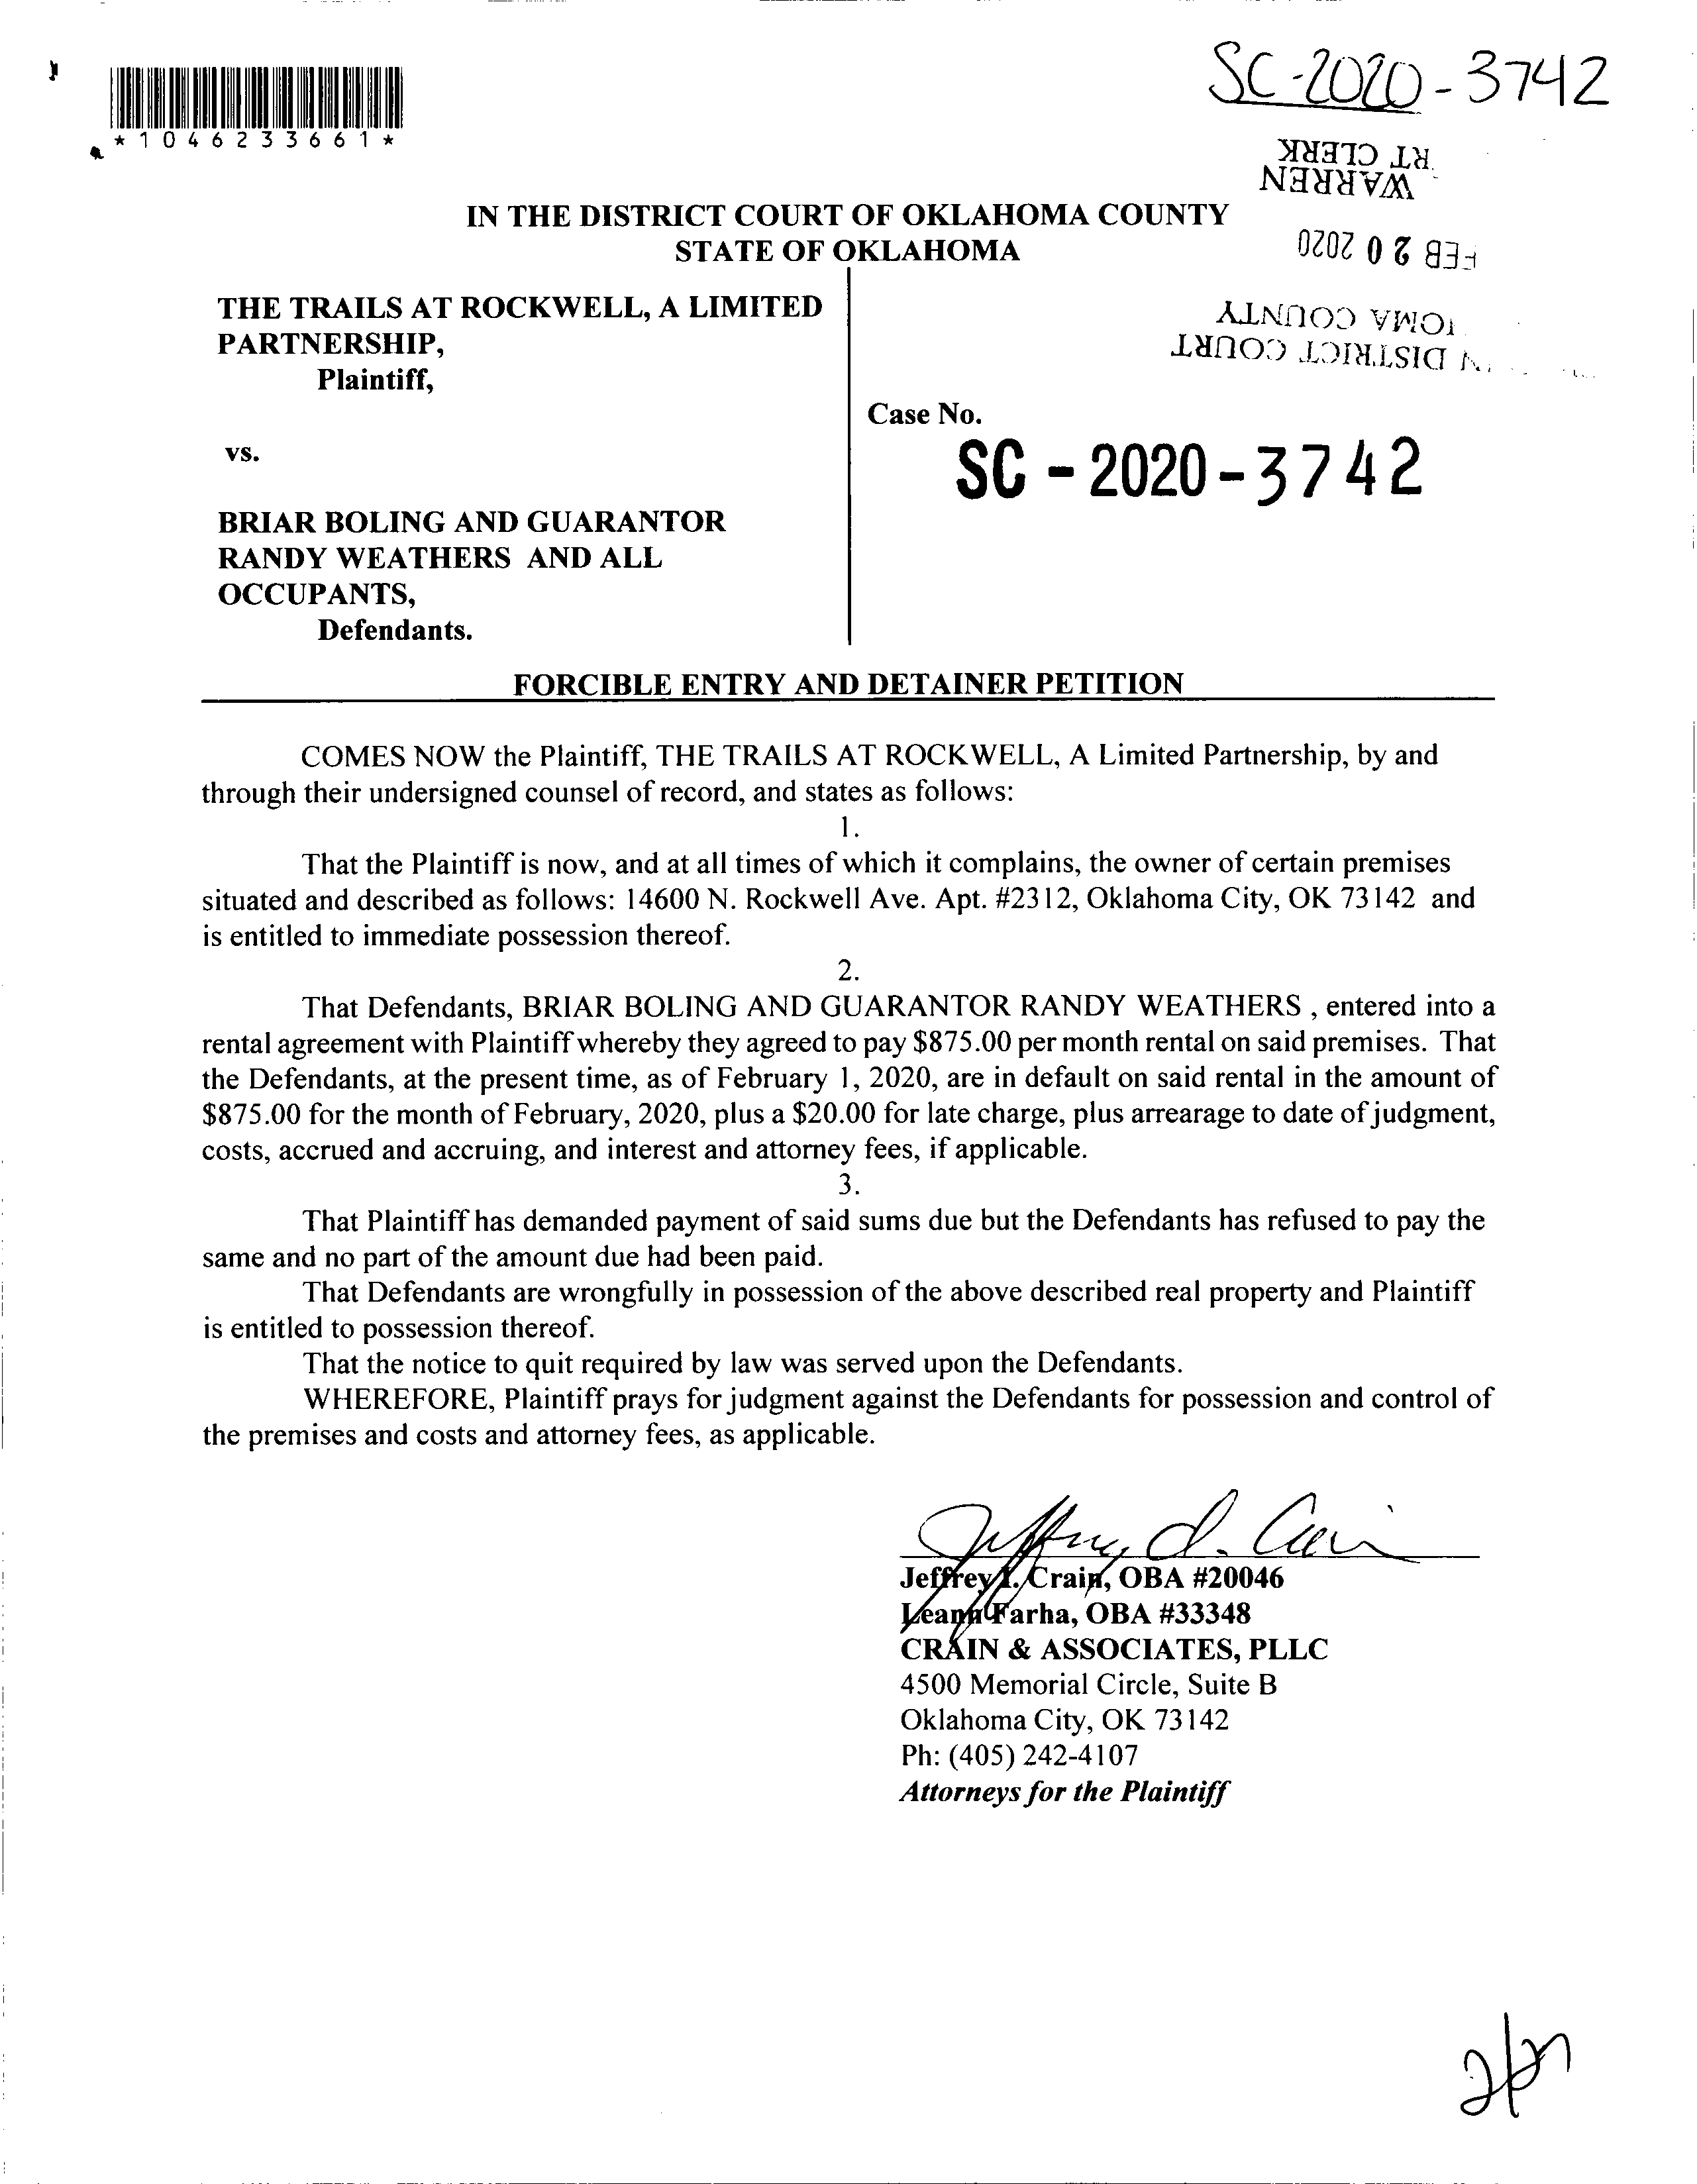 SC-2020-3742
*1046233661*
RT CLERK
WARREN
FEB 20 2020
OMA COUNTY
DISTRICT COURT
IN THE DISTRICT COURT OF OKLAHOMA COUNTY
STATE OF OKLAHOMA
THE TRAILS AT ROCKWELL, A LIMITED
PARTNERSHIP,
Plaintiff,
vs.
BRIAR BOLING AND GUARANTOR
RANDY WEATHERS AND ALL
OCCUPANTS,
Defendants.
Case No.
SC - 2020 - 3742
FORCIBLE ENTRY AND DETAINER PETITION
COMES NOW the Plaintiff, THE TRAILS AT ROCKWELL, A Limited Partnership, by and
through their undersigned counsel of record, and states as follows:
1.
That the Plaintiff is now, and at all times of which it complains, the owner of certain premises
situated and described as follows: 14600 N. Rockwell Ave. Apt. #2312, Oklahoma City, OK 73142 and
is entitled to immediate possession thereof.
2.
That Defendants, BRIAR BOLING AND GUARANTOR RANDY WEATHERS , entered into a
rental agreement with Plaintiff whereby they agreed to pay $875.00 per month rental on said premises. That
the Defendants, at the present time, as of February 1, 2020, are in default on said rental in the amount of
$875.00 for the month of February, 2020, plus a $20.00 for late charge, plus arrearage to date of judgment,
costs, accrued and accruing, and interest and attorney fees, if applicable.
3.
That Plaintiff has demanded payment of said sums due but the Defendants has refused to pay the
same and no part of the amount due had been paid.
That Defendants are wrongfully in possession of the above described real property and Plaintiff
is entitled to possession thereof.
That the notice to quit required by law was served upon the Defendants.
WHEREFORE, Plaintiff prays for judgment against the Defendants for possession and control of
the premises and costs and attorney fees, as applicable.
Jeffrey I. Crain
Jeffrey I. Crain, OBA #20046
Leann Farha, OBA #33348
CRAIN & ASSOCIATES, PLLC
4500 Memorial Circle, Suite B
Oklahoma City, OK 73142
Ph: (405) 242-4107
Attorneys for the Plaintiff